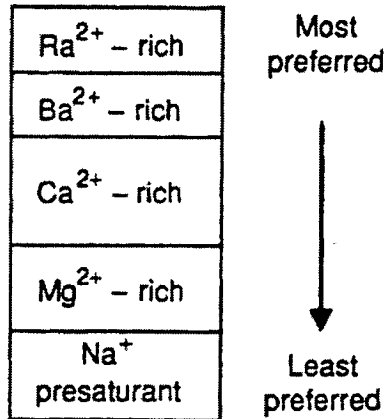 Ra²⁺ – rich
Ba²⁺ – rich
Ca²⁺ – rich
Mg²⁺ – rich
Na⁺
presaturant
Most
preferred
Least
preferred